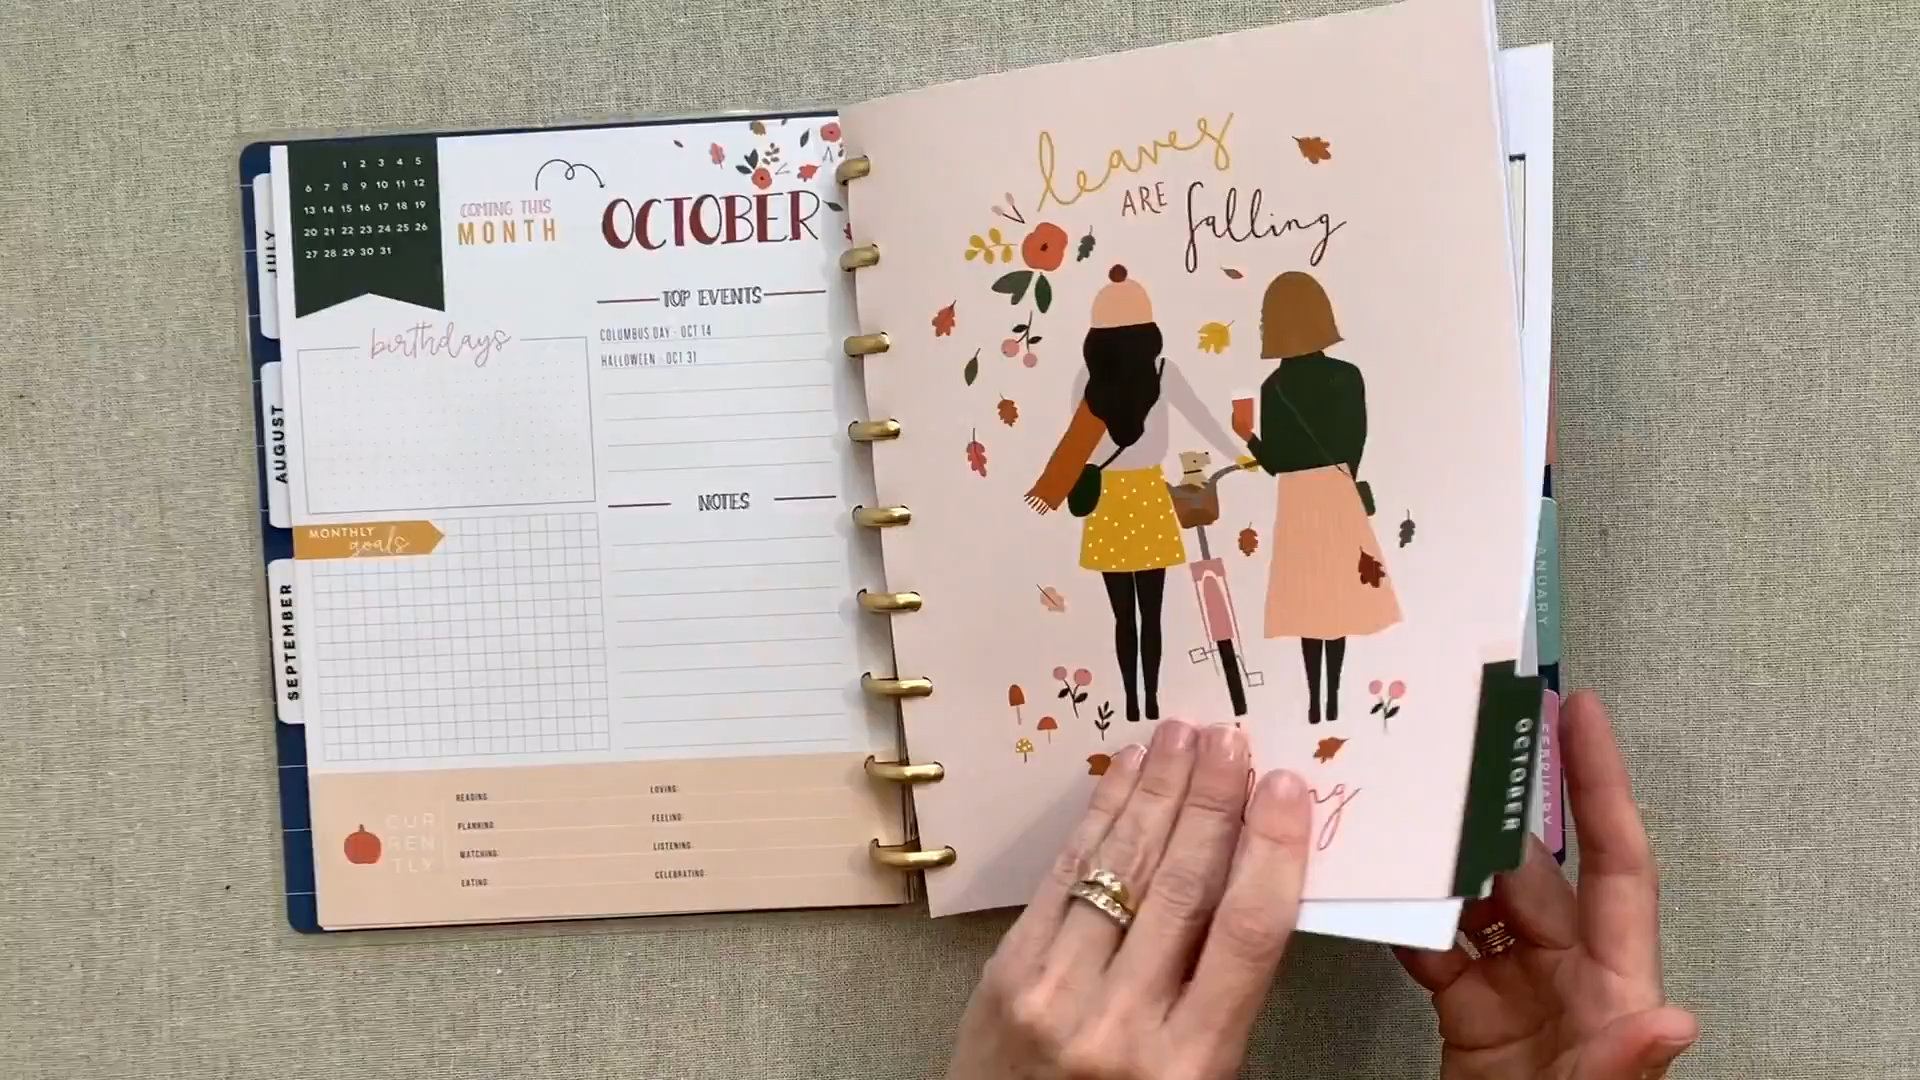 JULY
AUGUST
SEPTEMBER
1 2 3 4 5
6 7 8 9 10 11 12
13 14 15 16 17 18 19
20 21 22 23 24 25 26
27 28 29 30 31
COMING THIS
MONTH
OCTOBER
birthdays
MONTHLY
goals
TOP EVENTS
COLUMBUS DAY - OCT 14
HALLOWEEN - OCT 31
NOTES
CUR
REN
TLY
READING:
PLANNING:
WATCHING:
EATING:
LOVING:
FEELING:
LISTENING:
CELEBRATING:
leaves
ARE falling
OCTOBER
ANUARY
FEBRUARY